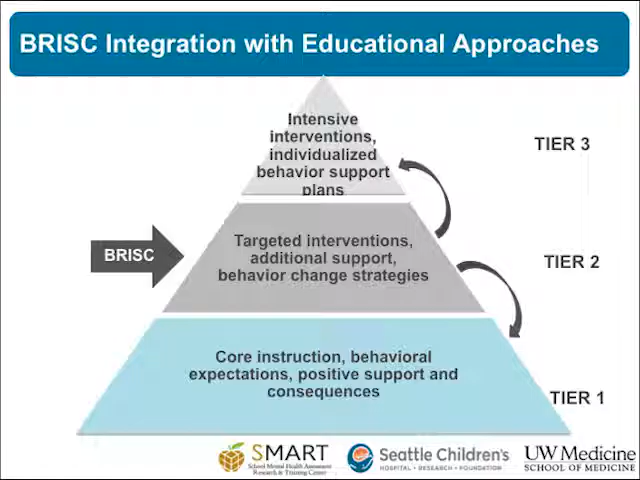 BRISC Integration with Educational Approaches
Intensive
interventions,
individualized
behavior support
plans
TIER 3
BRISC
Targeted interventions,
additional support,
behavior change strategies
TIER 2
Core instruction, behavioral
expectations, positive support and
consequences
TIER 1
SMART
School Mental Health Assessment
Research & Training Center
Seattle Children's
HOSPITAL • RESEARCH • FOUNDATION
UW Medicine
SCHOOL OF MEDICINE